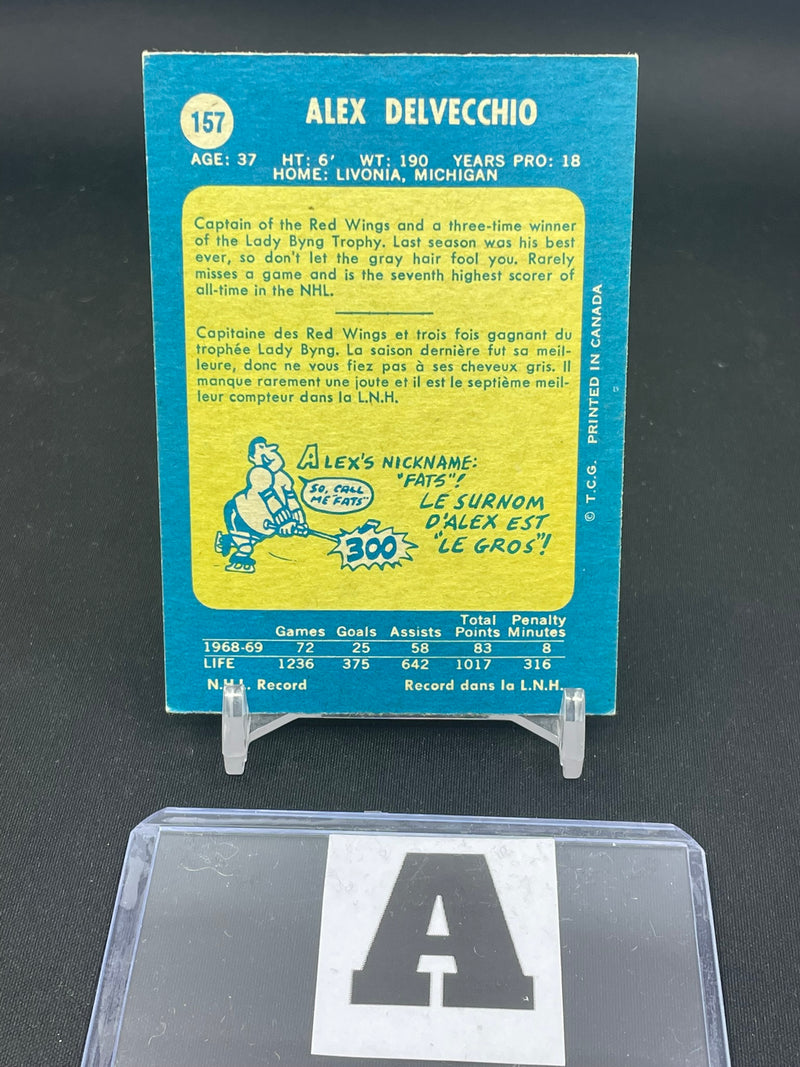 157
ALEX DELVECCHIO
AGE: 37 HT: 6' WT: 190 YEARS PRO: 18
HOME: LIVONIA, MICHIGAN
Captain of the Red Wings and a three-time winner
of the Lady Byng Trophy. Last season was his best
ever, so don't let the gray hair fool you. Rarely
misses a game and is the seventh highest scorer of
all-time in the NHL.
Capitaine des Red Wings et trois fois gagnant du
trophée Lady Byng. La saison dernière fut sa meil-
leure, donc ne vous fiez pas à ses cheveux gris. Il
manque rarement une joute et il est le septième meil-
leur compteur dans la L.N.H.
ALEX'S NICKNAME:
"FATS"!
SO, CALL
ME "FATS"
LE SURNOM
D'ALEX EST
"LE GROS"!
300
© T.C.G. PRINTED IN CANADA
Total Penalty
Games Goals Assists Points Minutes
1968-69 72 25 58 83 8
LIFE 1236 375 642 1017 316
N.H.L. Record Record dans la L.N.H.
A